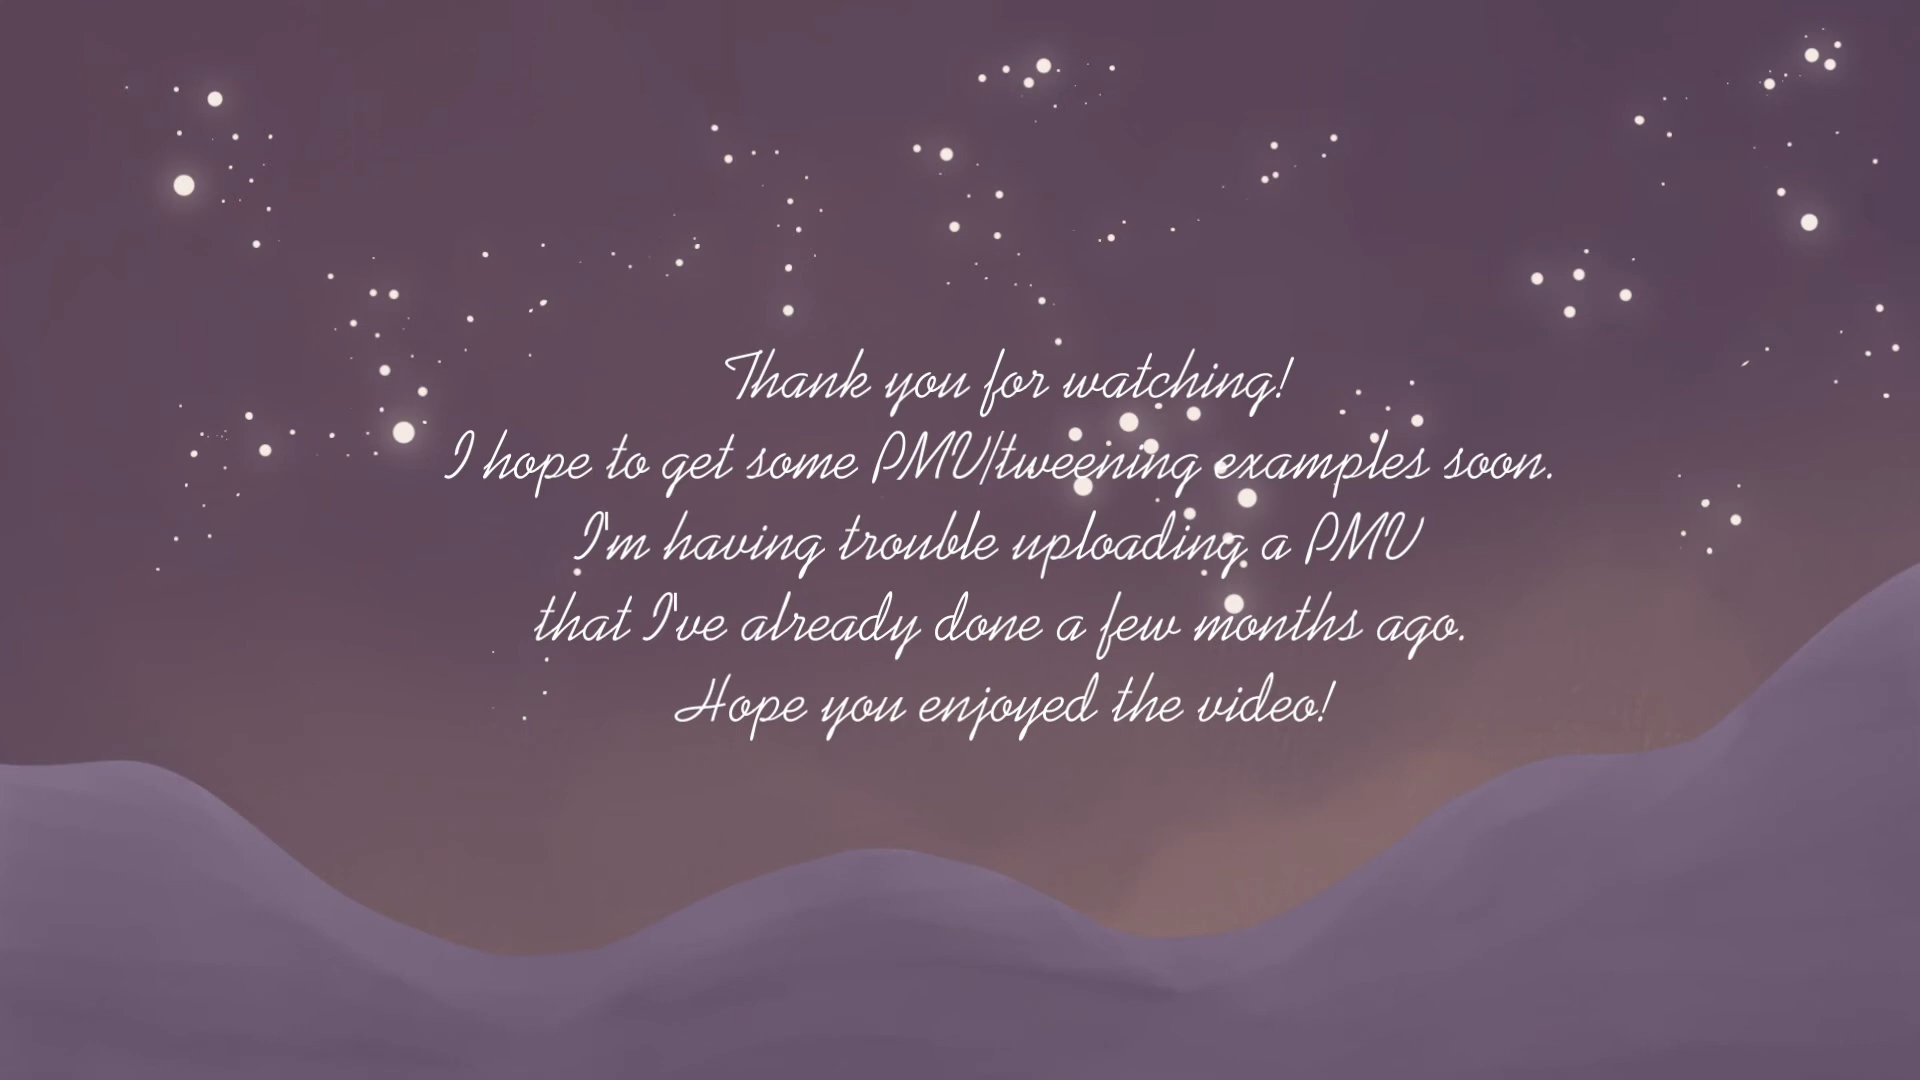 Thank you for watching!
I hope to get some PMV/tweening examples soon.
I'm having trouble uploading a PMV
that I've already done a few months ago.
Hope you enjoyed the video!